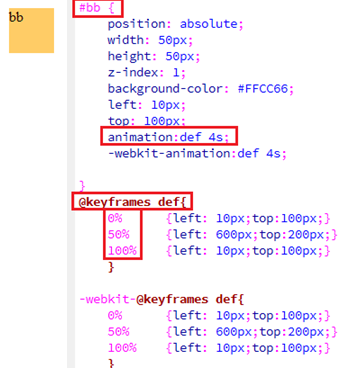 bb
#bb {
position: absolute;
width: 50px;
height: 50px;
z-index: 1;
background-color: #FFCC66;
left: 10px;
top: 100px;
animation:def 4s;
-webkit-animation:def 4s;
}
@keyframes def{
0% {left: 10px;top:100px;}
50% {left: 600px;top:200px;}
100% {left: 10px;top:100px;}
}
-webkit-@keyframes def{
0% {left: 10px;top:100px;}
50% {left: 600px;top:200px;}
100% {left: 10px;top:100px;}
}